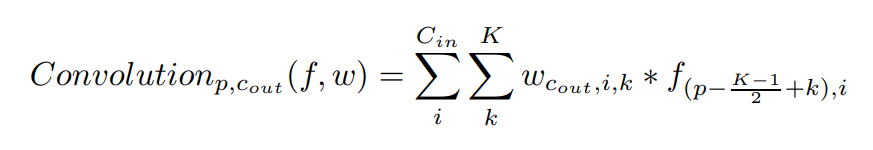 $Convolution_{p,c_{out}}(f,w) = \sum_{i}^{C_{in}} \sum_{k}^{K} w_{c_{out},i,k} * f_{(p-\frac{K-1}{2}+k),i}$